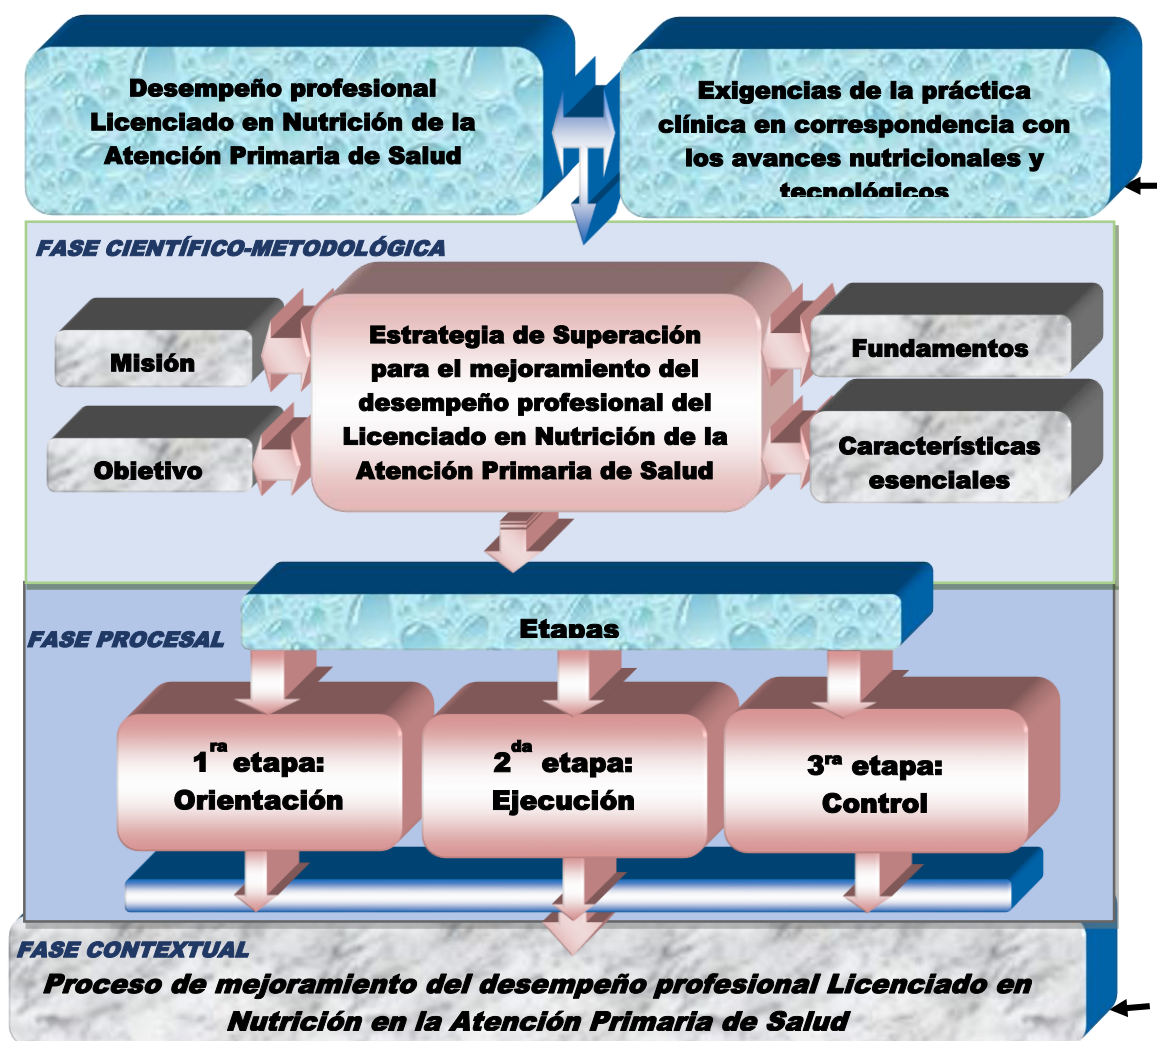 Desempeño profesional
Licenciado en Nutrición de la
Atención Primaria de Salud
Exigencias de la práctica
clínica en correspondencia con
los avances nutricionales y
tecnológicos
FASE CIENTÍFICO-METODOLÓGICA
Misión
Objetivo
Estrategia de Superación
para el mejoramiento del
desempeño profesional del
Licenciado en Nutrición de la
Atención Primaria de Salud
Fundamentos
Características
esenciales
FASE PROCESAL
Etapas
1ra etapa:
Orientación
2da etapa:
Ejecución
3ra etapa:
Control
FASE CONTEXTUAL
Proceso de mejoramiento del desempeño profesional Licenciado en
Nutrición en la Atención Primaria de Salud